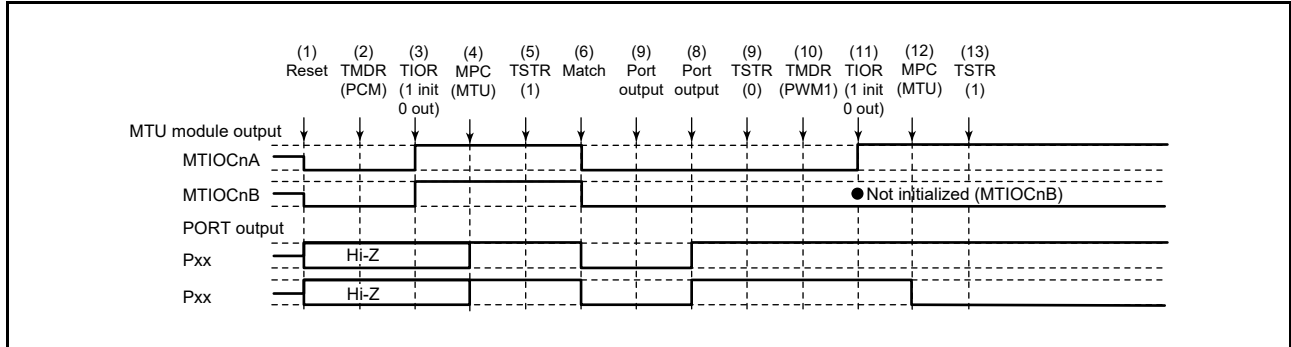 (1) (2) (3) (4) (5) (6) (9) (8) (9) (10) (11) (12) (13)
Reset TMDR TIOR MPC TSTR Match Port Port TSTR TMDR TIOR MPC TSTR
(PCM) (1 init (MTU) (1) output output (0) (PWM1) (1 init (MTU) (1)
0 out) 0 out)
MTU module output
MTIOCnA
MTIOCnB Not initialized (MTIOCnB)
PORT output
Pxx Hi-Z
Pxx Hi-Z